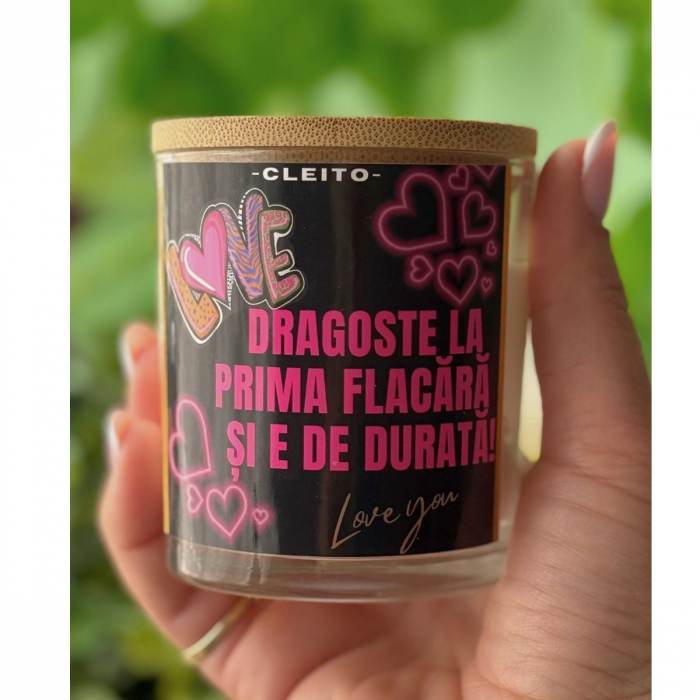 -CLEITO-
LOVE
DRAGOSTE LA
PRIMA FLACĂRĂ
ȘI E DE DURATĂ!
Love you